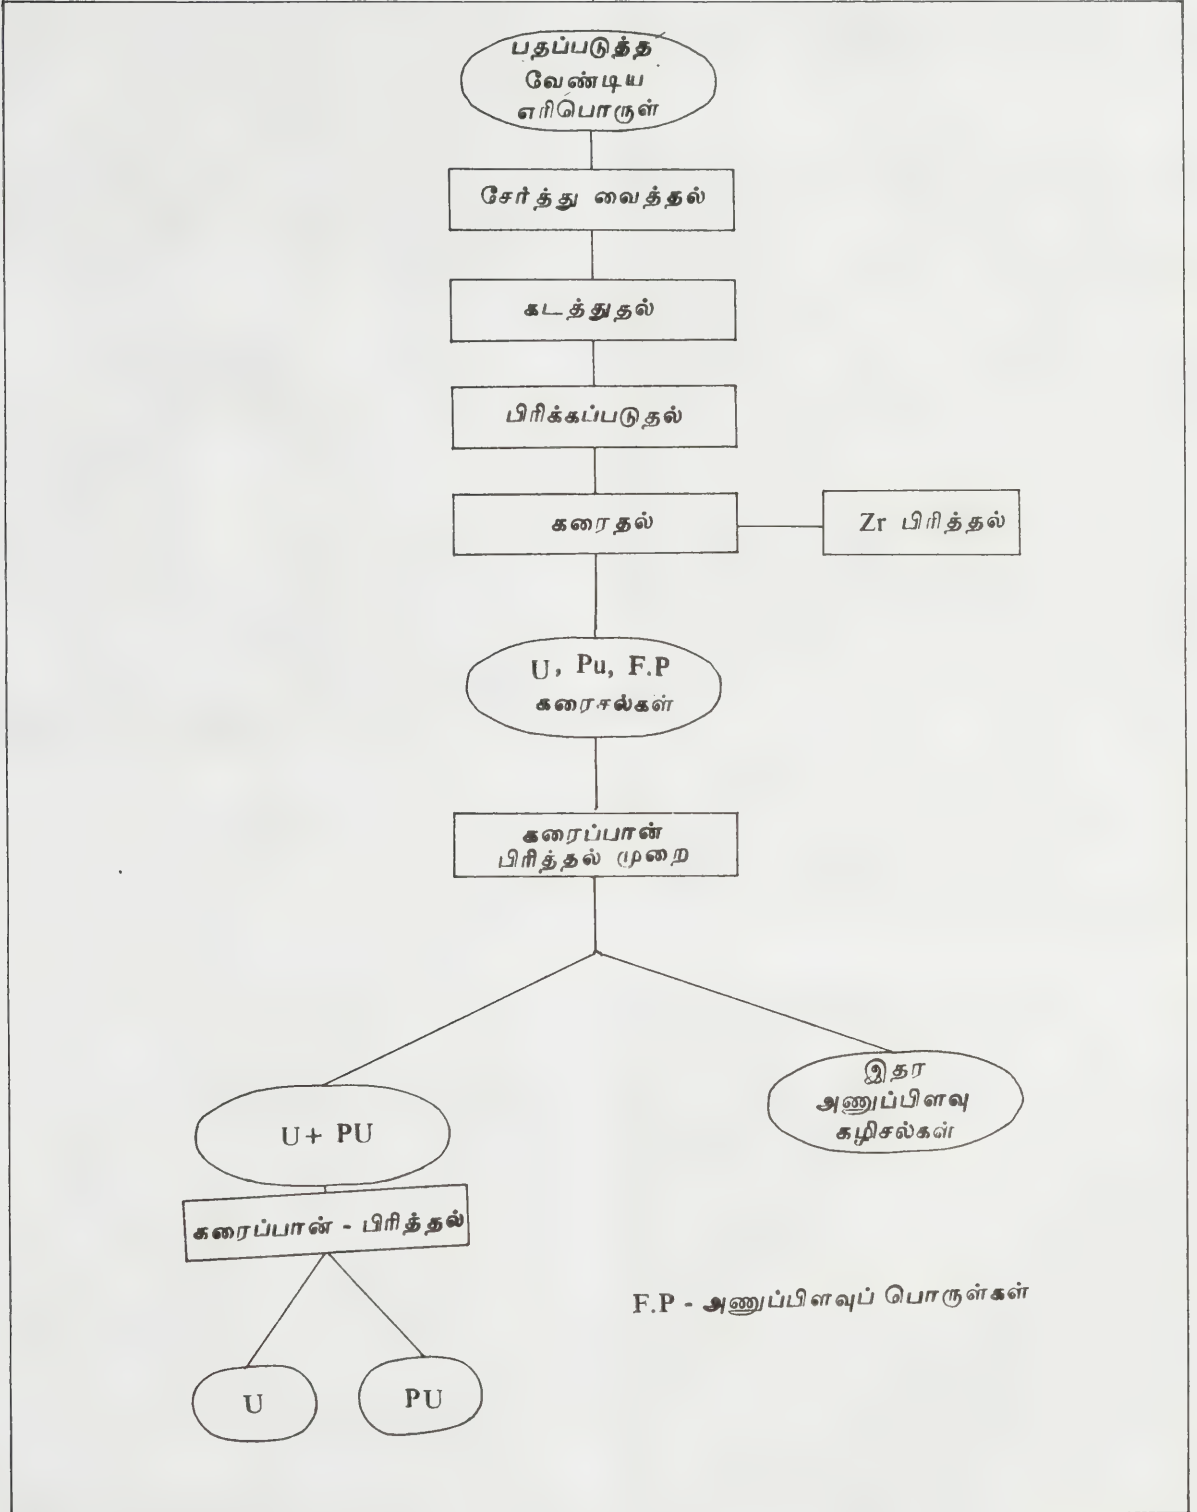 பதப்படுத்த
வேண்டிய
எரிபொருள்
சேர்த்து வைத்தல்
கடத்துதல்
பிரிக்கப்படுதல்
கரைதல்
Zr பிரித்தல்
U, Pu, F.P
கரைசல்கள்
கரைப்பான்
பிரித்தல் முறை
இதர
அணுப்பிளவு
கழிசல்கள்
U+ PU
கரைப்பான் - பிரித்தல்
F.P - அணுப்பிளவுப் பொருள்கள்
U
PU